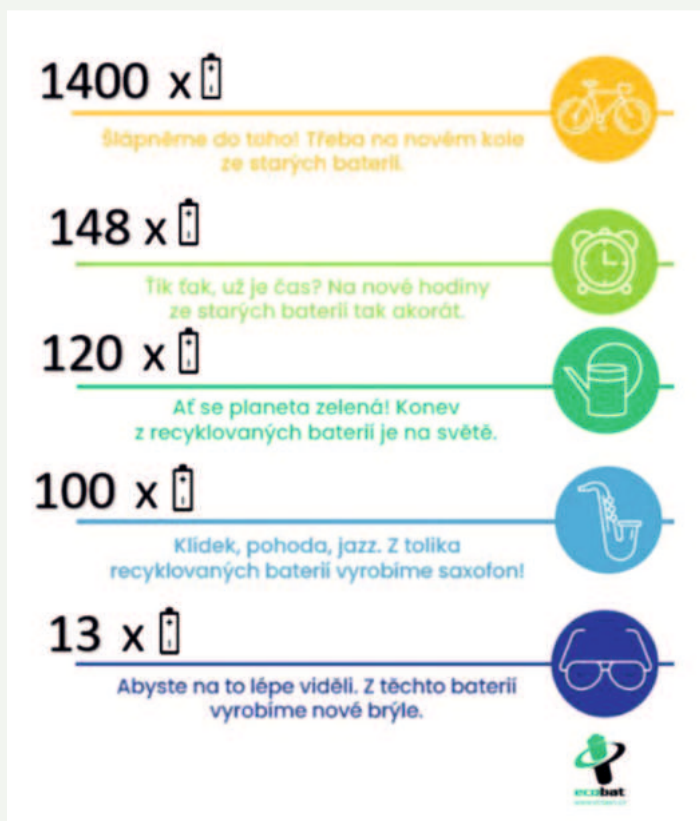 1400 x
Šlápněme do toho! Třeba na novém kole
ze starých baterií.
148 x
Ťik ťak, už je čas? Na nové hodiny
ze starých baterií tak akorát.
120 x
Ať se planeta zelená! Konev
z recyklovaných baterií je na světě.
100 x
Klídek, pohoda, jazz. Z tolika
recyklovaných baterií vyrobíme saxofon!
13 x
Abyste na to lépe viděli. Z těchto baterií
vyrobíme nové brýle.
ecobat